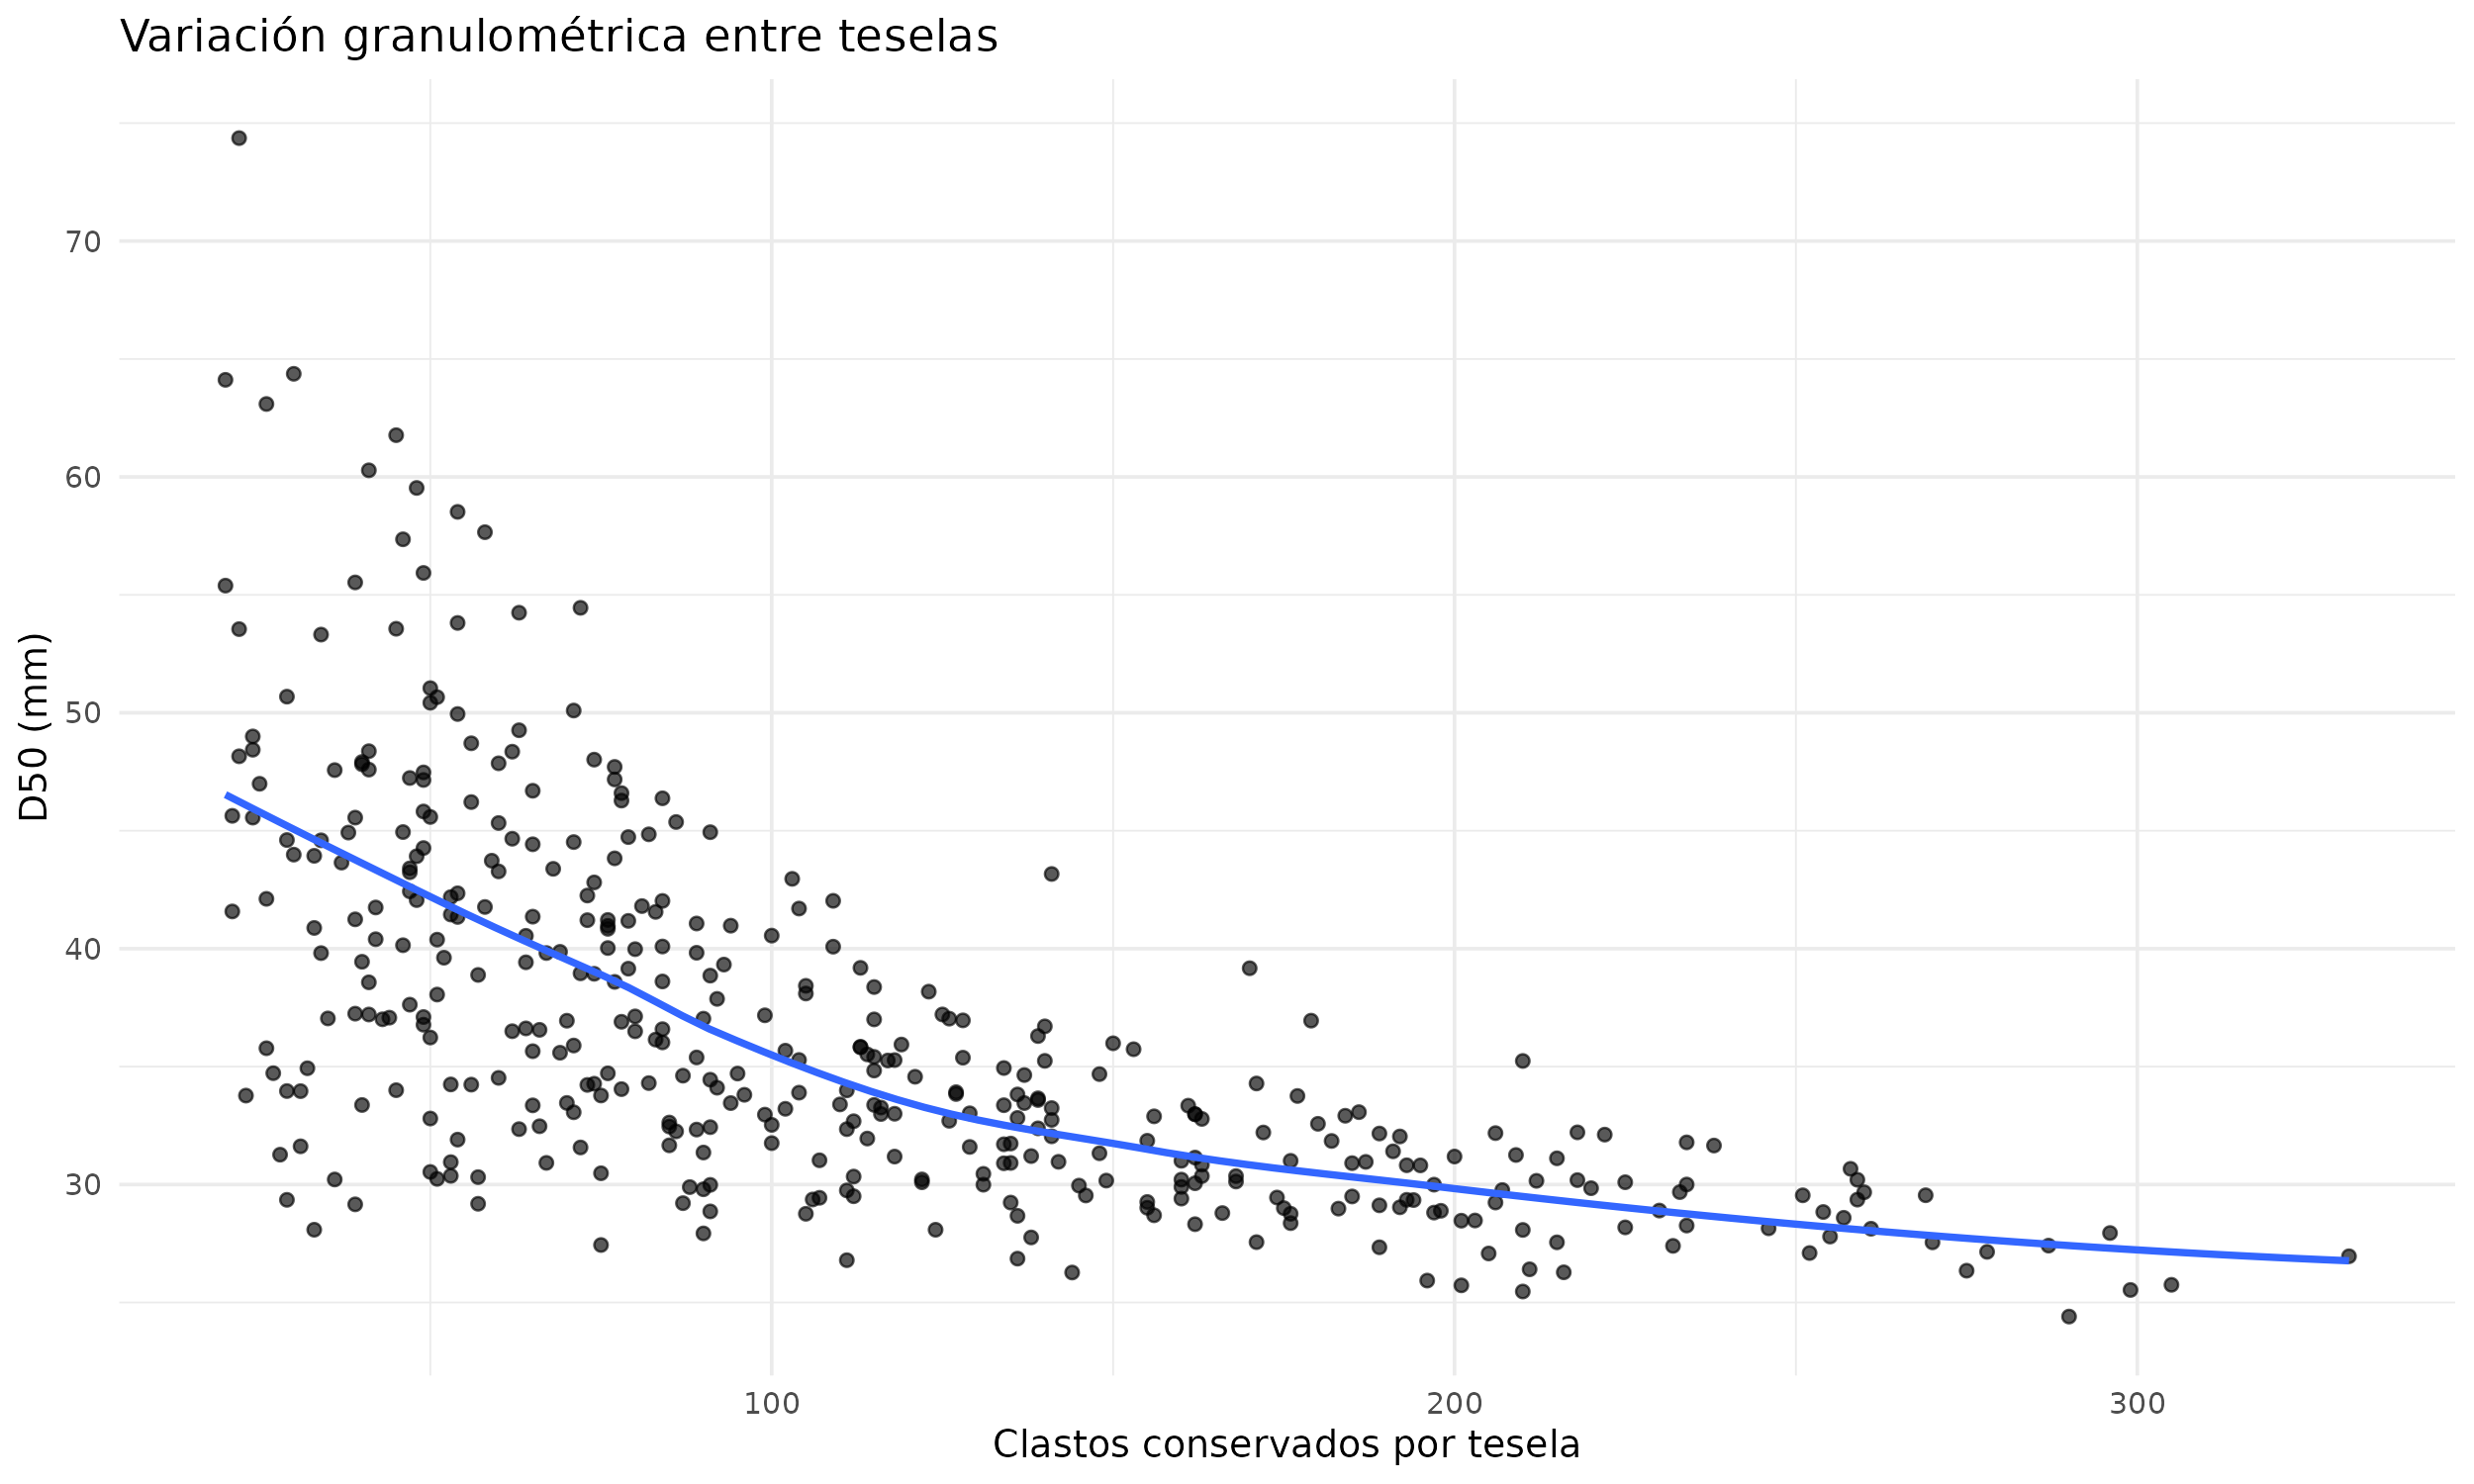 Variación granulométrica entre teselas
D50 (mm)
70
60
50
40
30
100
200
300
Clastos conservados por tesela